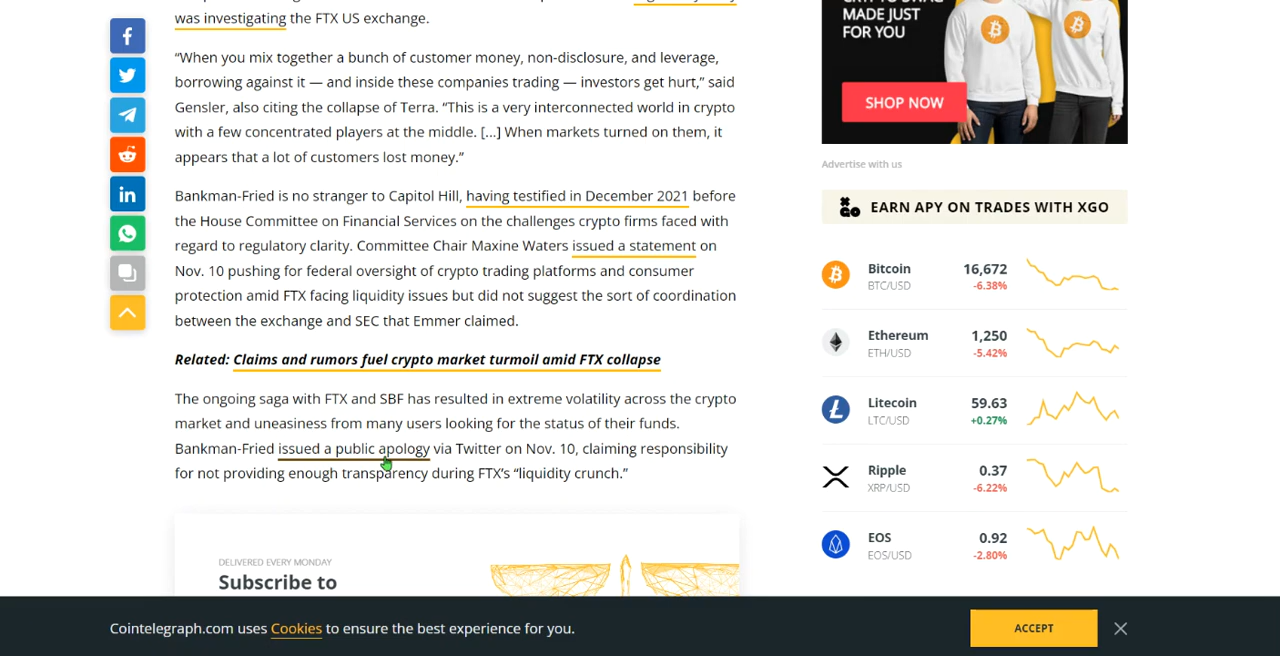 was investigating the FTX US exchange.
“When you mix together a bunch of customer money, non-disclosure, and leverage,
borrowing against it — and inside these companies trading — investors get hurt,” said
Gensler, also citing the collapse of Terra. “This is a very interconnected world in crypto
with a few concentrated players at the middle. [...] When markets turned on them, it
appears that a lot of customers lost money.”
Bankman-Fried is no stranger to Capitol Hill, having testified in December 2021 before
the House Committee on Financial Services on the challenges crypto firms faced with
regard to regulatory clarity. Committee Chair Maxine Waters issued a statement on
Nov. 10 pushing for federal oversight of crypto trading platforms and consumer
protection amid FTX facing liquidity issues but did not suggest the sort of coordination
between the exchange and SEC that Emmer claimed.
Related: Claims and rumors fuel crypto market turmoil amid FTX collapse
The ongoing saga with FTX and SBF has resulted in extreme volatility across the crypto
market and uneasiness from many users looking for the status of their funds.
Bankman-Fried issued a public apology via Twitter on Nov. 10, claiming responsibility
for not providing enough transparency during FTX’s “liquidity crunch.”
DELIVERED EVERY MONDAY
Subscribe to
MADE JUST
FOR YOU
SHOP NOW
Advertise with us
EARN APY ON TRADES WITH XGO
Bitcoin 16,672
BTC/USD -6.38%
Ethereum 1,250
ETH/USD -5.42%
Litecoin 59.63
LTC/USD +0.27%
Ripple 0.37
XRP/USD -6.22%
EOS 0.92
EOS/USD -2.80%
Cointelegraph.com uses Cookies to ensure the best experience for you.
ACCEPT